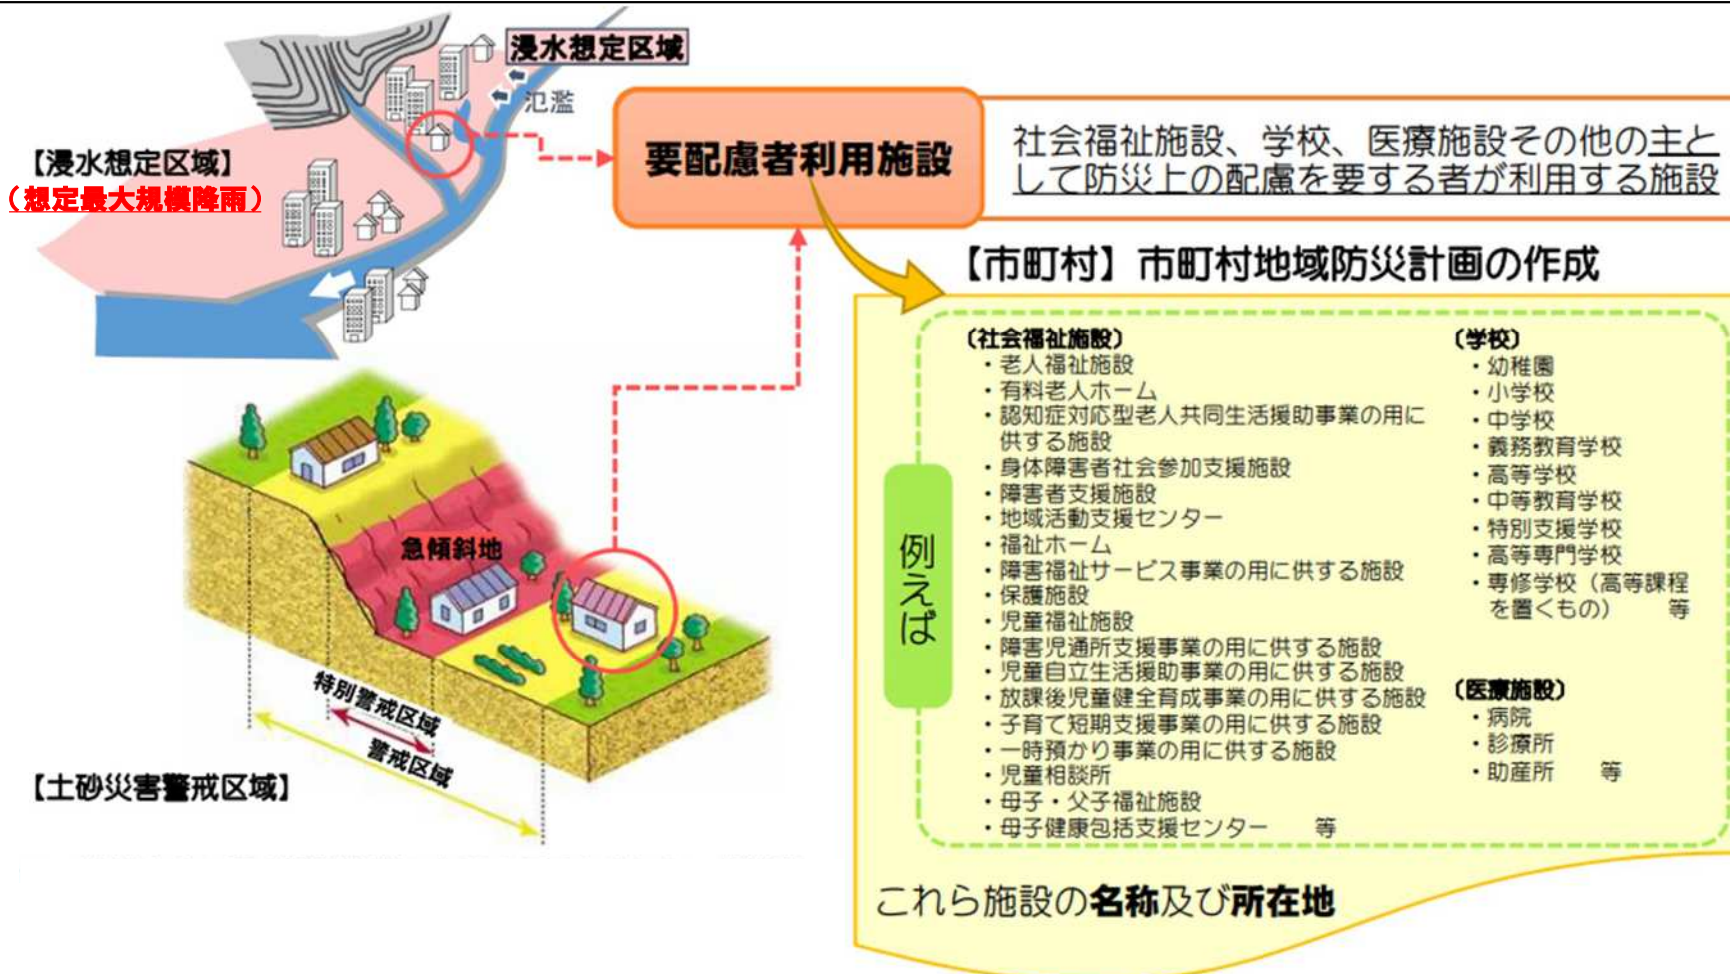 浸水想定区域
氾濫
【浸水想定区域】
（想定最大規模降雨）
要配慮者利用施設
社会福祉施設、学校、医療施設その他の主と
して防災上の配慮を要する者が利用する施設
【市町村】市町村地域防災計画の作成
例えば
〔社会福祉施設〕
・老人福祉施設
・有料老人ホーム
・認知症対応型老人共同生活援助事業の用に
供する施設
・身体障害者社会参加支援施設
・障害者支援施設
・地域活動支援センター
・福祉ホーム
・障害福祉サービス事業の用に供する施設
・保護施設
・児童福祉施設
・障害児通所支援事業の用に供する施設
・児童自立生活援助事業の用に供する施設
・放課後児童健全育成事業の用に供する施設
・子育て短期支援事業の用に供する施設
・一時預かり事業の用に供する施設
・児童相談所
・母子・父子福祉施設
・母子健康包括支援センター　等
〔学校〕
・幼稚園
・小学校
・中学校
・義務教育学校
・高等学校
・中等教育学校
・特別支援学校
・高等専門学校
・専修学校（高等課程
を置くもの）　等
〔医療施設〕
・病院
・診療所
・助産所　等
これら施設の名称及び所在地
急傾斜地
特別警戒区域
警戒区域
【土砂災害警戒区域】